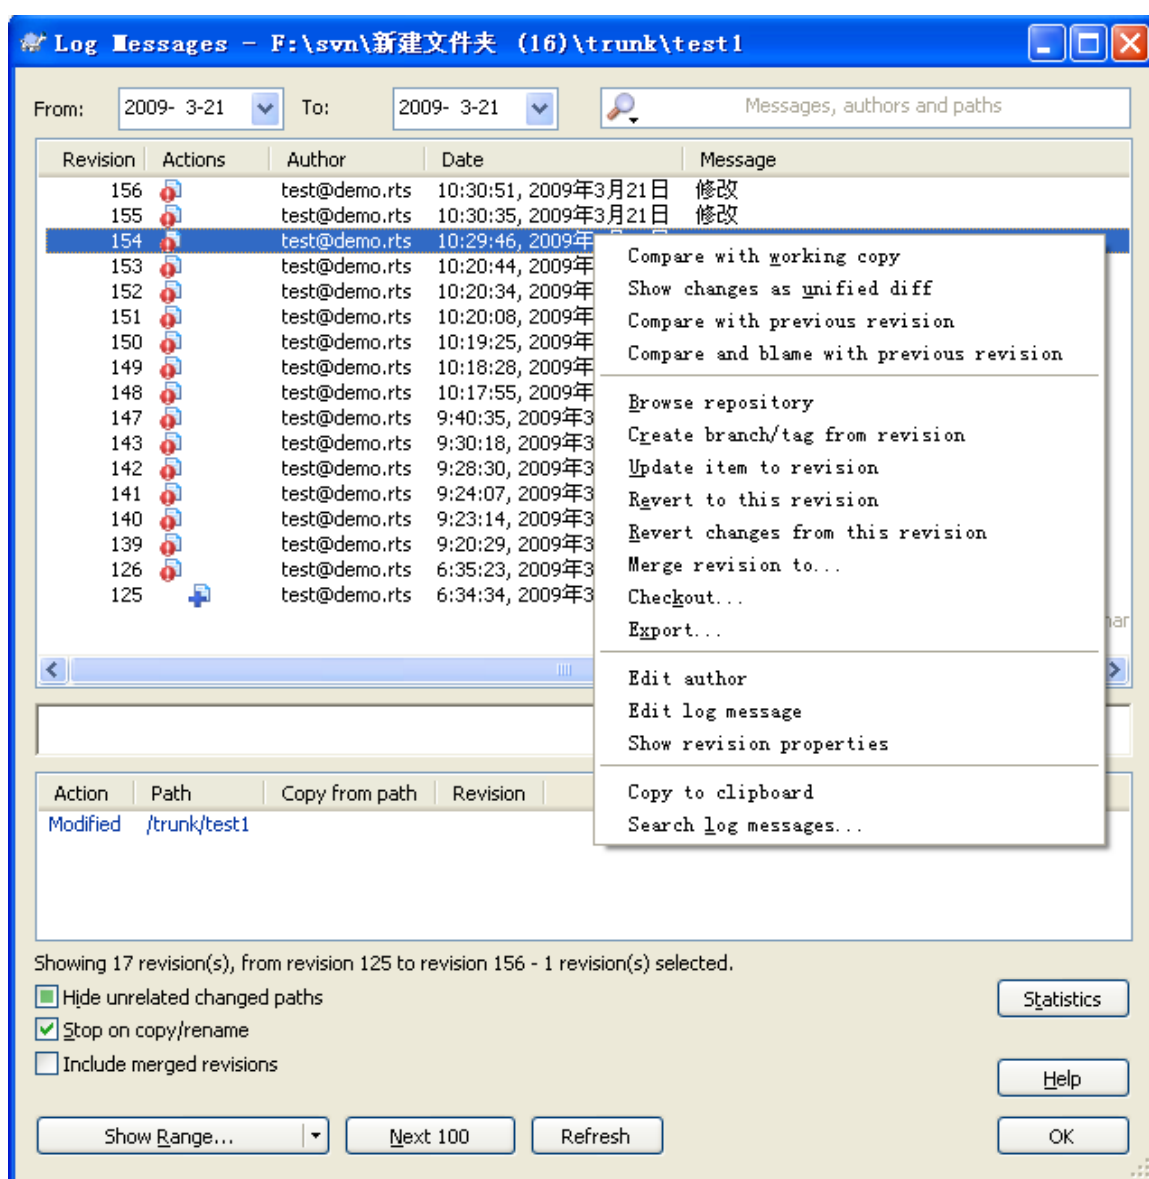 Log Messages - F:\svn\新建文件夹 (16)\trunk\test1
From: 2009- 3-21 To: 2009- 3-21 Messages, authors and paths
Revision Actions Author Date Message
156 test@demo.rts 10:30:51, 2009年3月21日 修改
155 test@demo.rts 10:30:35, 2009年3月21日 修改
154 test@demo.rts 10:29:46, 2009年
153 test@demo.rts 10:20:44, 2009年
152 test@demo.rts 10:20:34, 2009年
151 test@demo.rts 10:20:08, 2009年
150 test@demo.rts 10:19:25, 2009年
149 test@demo.rts 10:18:28, 2009年
148 test@demo.rts 10:17:55, 2009年
147 test@demo.rts 9:40:35, 2009年3
143 test@demo.rts 9:30:18, 2009年3
142 test@demo.rts 9:28:30, 2009年3
141 test@demo.rts 9:24:07, 2009年3
140 test@demo.rts 9:23:14, 2009年3
139 test@demo.rts 9:20:29, 2009年3
126 test@demo.rts 6:35:23, 2009年3
125 test@demo.rts 6:34:34, 2009年3
Compare with working copy
Show changes as unified diff
Compare with previous revision
Compare and blame with previous revision
Browse repository
Create branch/tag from revision
Update item to revision
Revert to this revision
Revert changes from this revision
Merge revision to...
Checkout...
Export...
Edit author
Edit log message
Show revision properties
Copy to clipboard
Search log messages...
Action Path Copy from path Revision
Modified /trunk/test1
Showing 17 revision(s), from revision 125 to revision 156 - 1 revision(s) selected.
Hide unrelated changed paths
Statistics
Stop on copy/rename
Include merged revisions
Help
Show Range... Next 100 Refresh OK